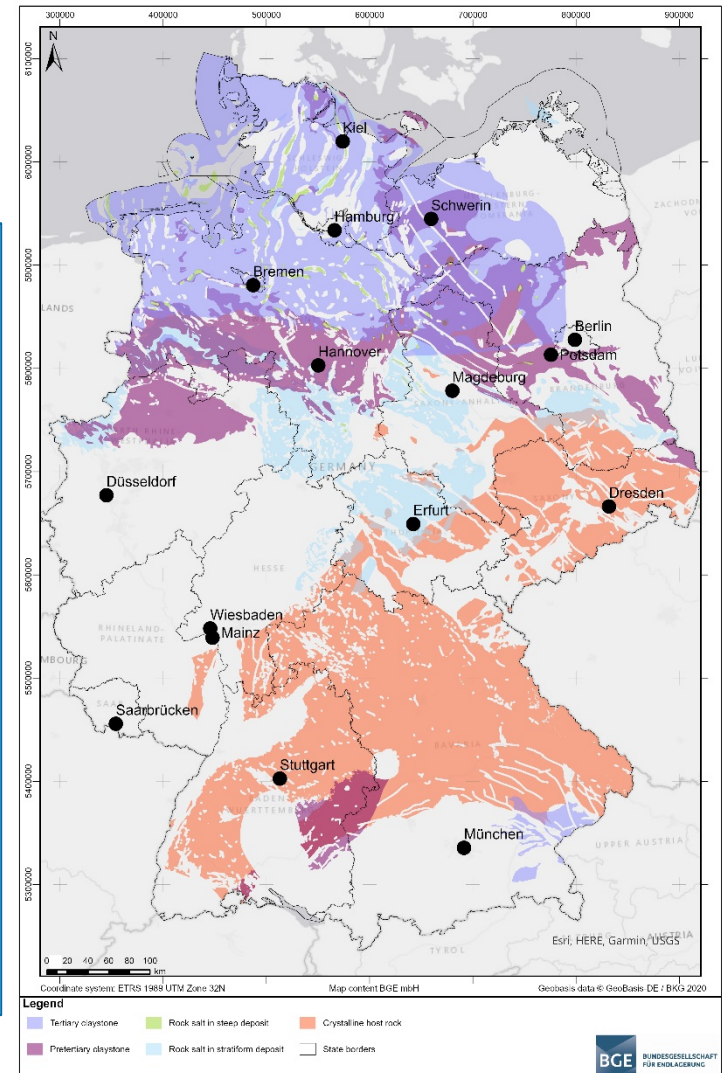 300000 400000 500000 600000 700000 800000 900000
N
6100000
6000000
5900000
5800000
5700000
5600000
5500000
5400000
5300000
Kiel
Schwerin
Hamburg
Bremen
Berlin
Potsdam
Hannover
Magdeburg
BRANDENBURG
GERMANY
Düsseldorf
Dresden
Erfurt
HESSE
Wiesbaden
Mainz
RHINELAND-
PALATINATE
Saarbrücken
BAVARIA
Stuttgart
München
UPPER AUSTRIA
AUSTRIA
TYROL
Esri, HERE, Garmin, USGS
0 20 40 60 80 100
km
Coordinate system: ETRS 1989 UTM Zone 32N Map content BGE mbH Geobasis data © GeoBasis-DE / BKG 2020
Legend
Tertiary claystone Rock salt in steep deposit Crystalline host rock
Pretertiary claystone Rock salt in stratiform deposit State borders
BGE BUNDESGESELLSCHAFT
FÜR ENDLAGERUNG